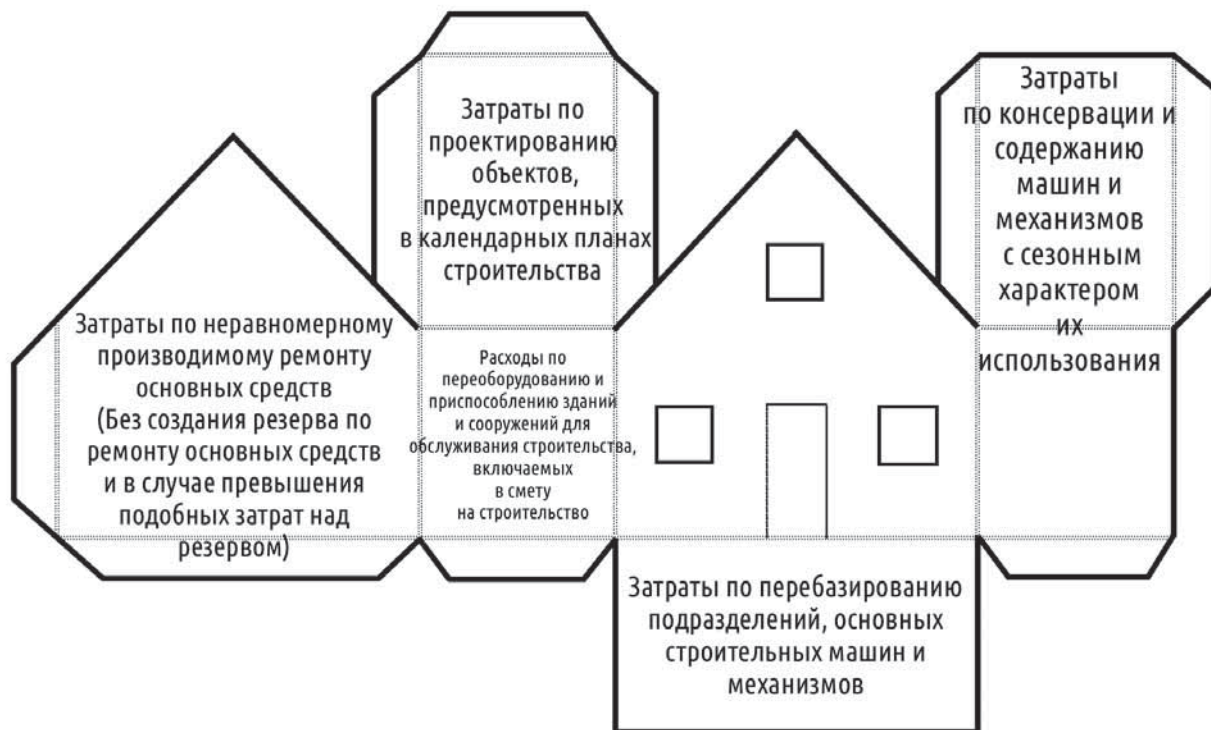 Затраты по
проектированию
объектов,
предусмотренных
в календарных планах
строительства
Затраты
по консервации и
содержанию
машин и
механизмов
с сезонным
характером
их
использования
Затраты по неравномерному
производимому ремонту
основных средств
(Без создания резерва по
ремонту основных средств
и в случае превышения
подобных затрат над
резервом)
Расходы по
переоборудованию и
приспособлению зданий
и сооружений для
обслуживания строительства,
включаемых
в смету
на строительство
Затраты по перебазированию
подразделений, основных
строительных машин и
механизмов